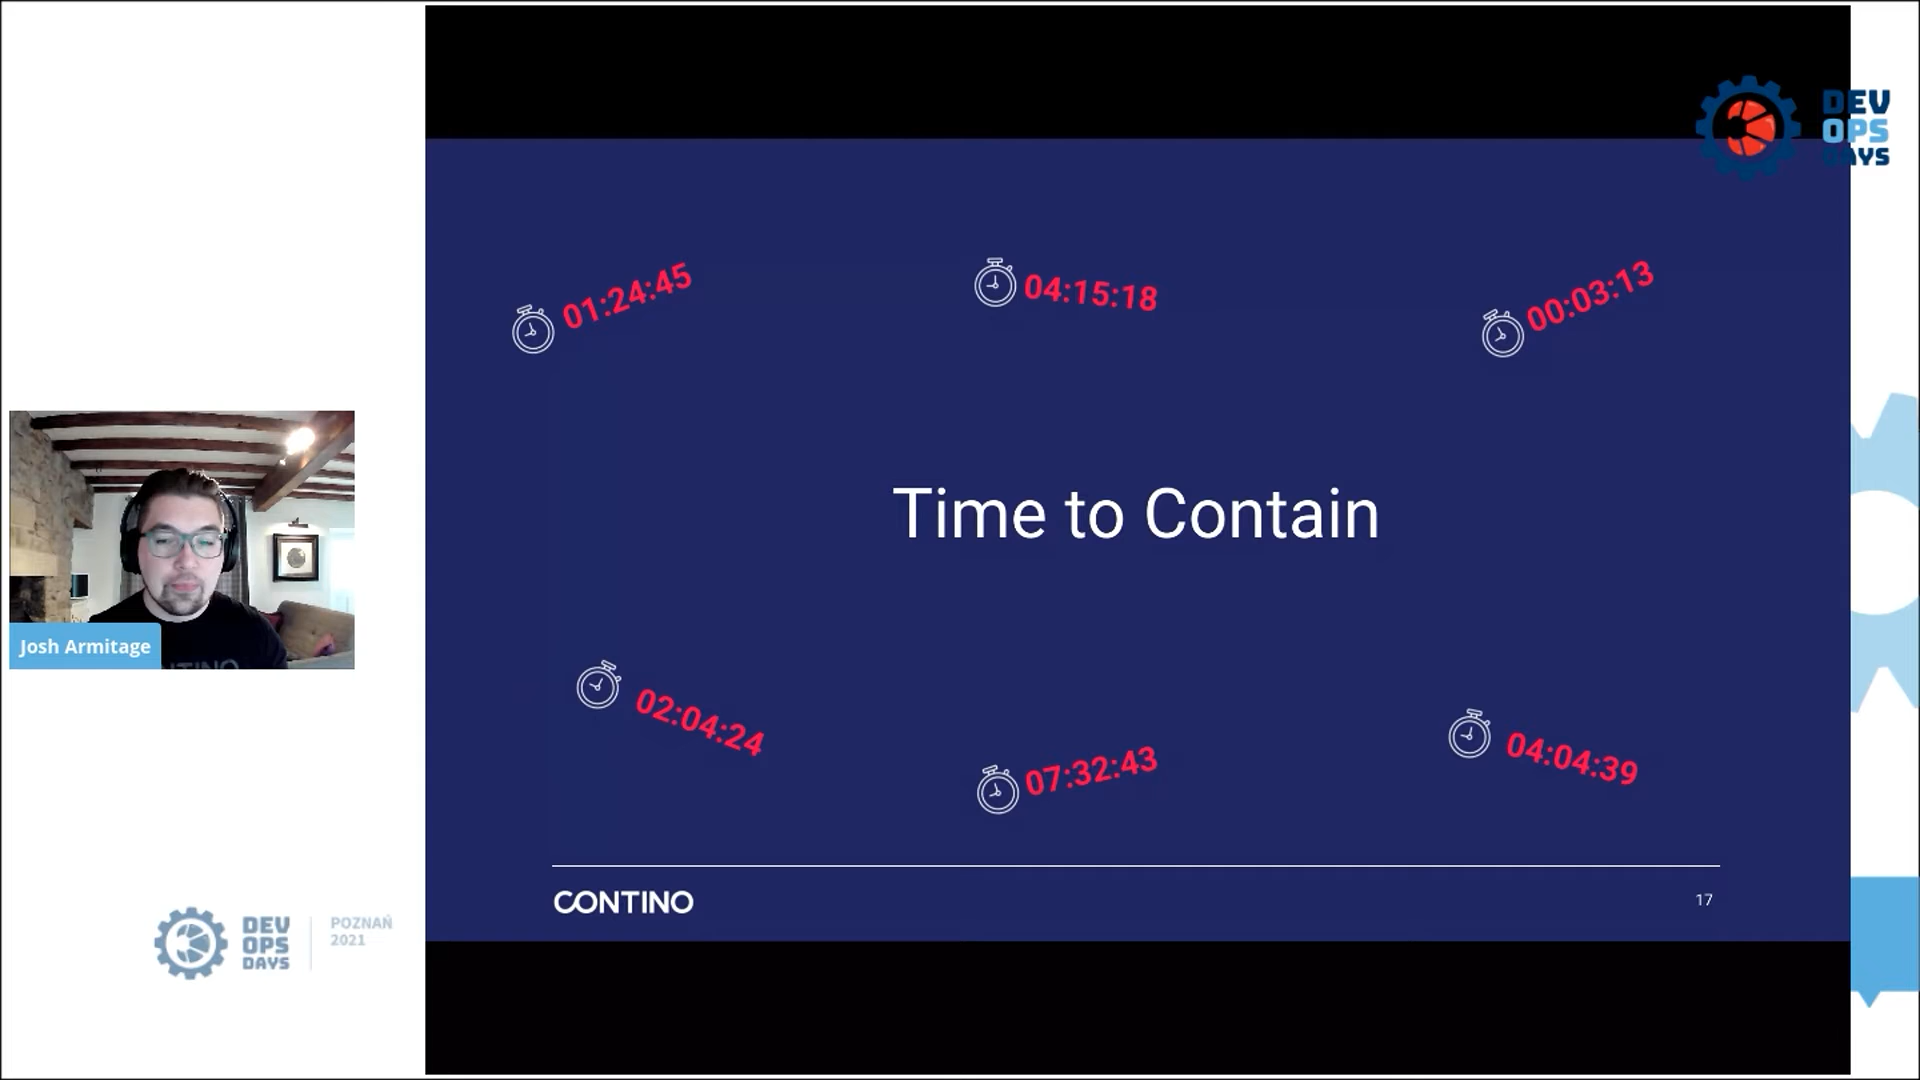 DEV
OPS
DAYS
01:24:45
04:15:18
00:03:13
Time to Contain
Josh Armitage
02:04:24
07:32:43
04:04:39
CONTINO
17
DEV
OPS
DAYS
POZNAŃ
2021